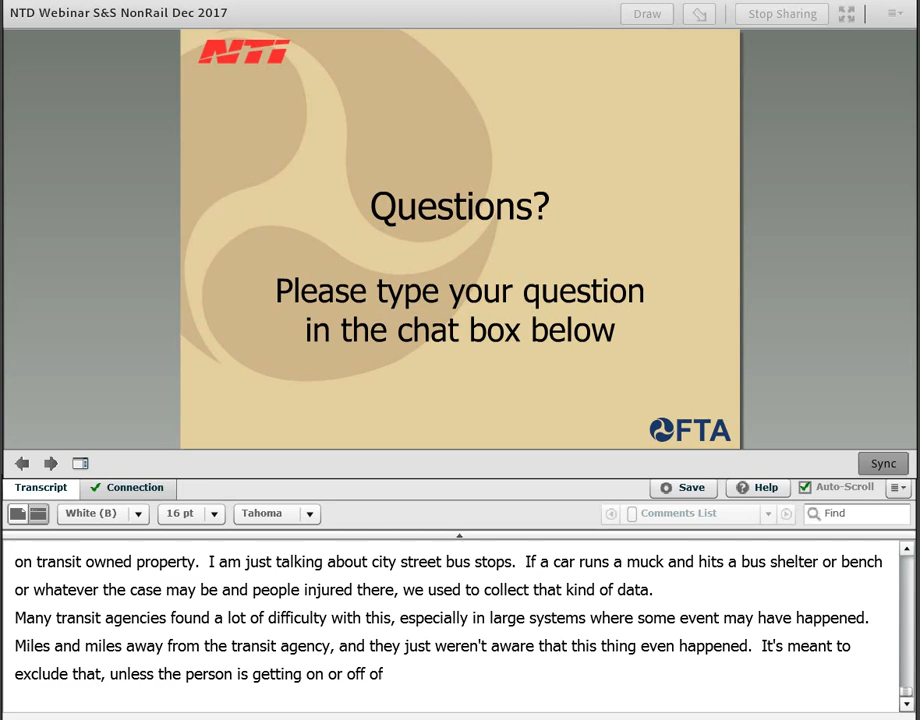 NTD Webinar S&S NonRail Dec 2017
Draw
Stop Sharing
NTI
Questions?
Please type your question
in the chat box below
FTA
Sync
Transcript
Connection
Save
Help
Auto-Scroll
White (B)
16 pt
Tahoma
Comments List
Find
on transit owned property.  I am just talking about city street bus stops.  If a car runs a muck and hits a bus shelter or bench
or whatever the case may be and people injured there, we used to collect that kind of data.
Many transit agencies found a lot of difficulty with this, especially in large systems where some event may have happened.
Miles and miles away from the transit agency, and they just weren't aware that this thing even happened.  It's meant to
exclude that, unless the person is getting on or off of